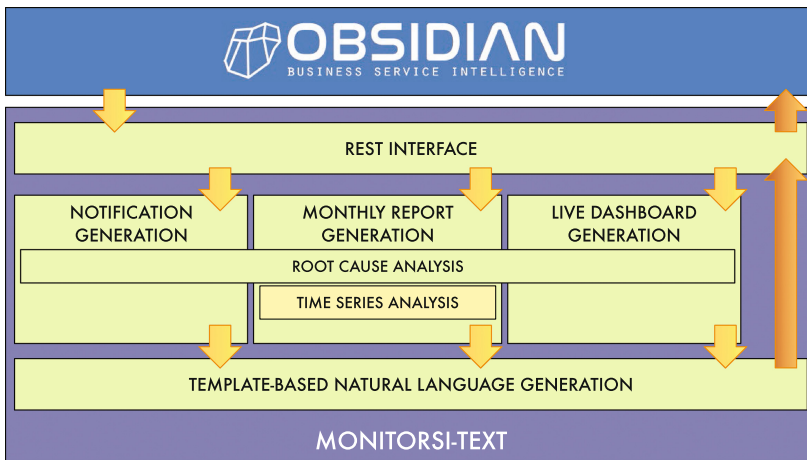 OBSIDIAN
BUSINESS SERVICE INTELLIGENCE
REST INTERFACE
NOTIFICATION
GENERATION
MONTHLY REPORT
GENERATION
LIVE DASHBOARD
GENERATION
ROOT CAUSE ANALYSIS
TIME SERIES ANALYSIS
TEMPLATE-BASED NATURAL LANGUAGE GENERATION
MONITORSI-TEXT